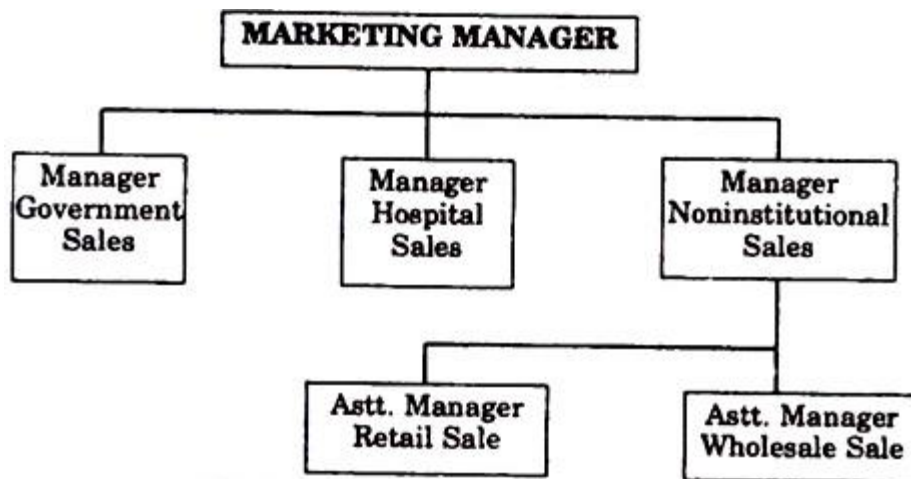 MARKETING MANAGER
Manager
Government
Sales
Manager
Hospital
Sales
Manager
Noninstitutional
Sales
Astt. Manager
Retail Sale
Astt. Manager
Wholesale Sale